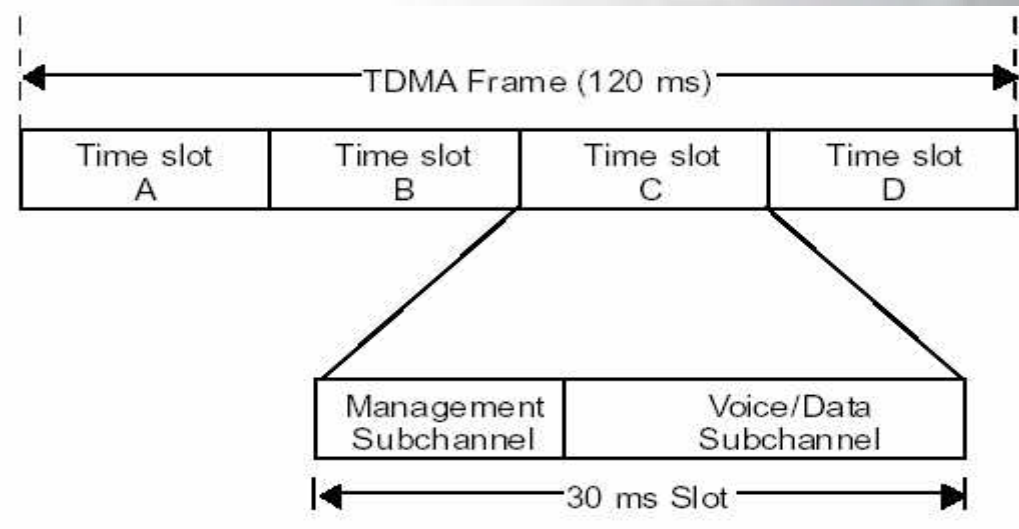 TDMA Frame (120 ms)
Time slot
A
Time slot
B
Time slot
C
Time slot
D
Management
Subchannel
Voice/Data
Subchannel
30 ms Slot